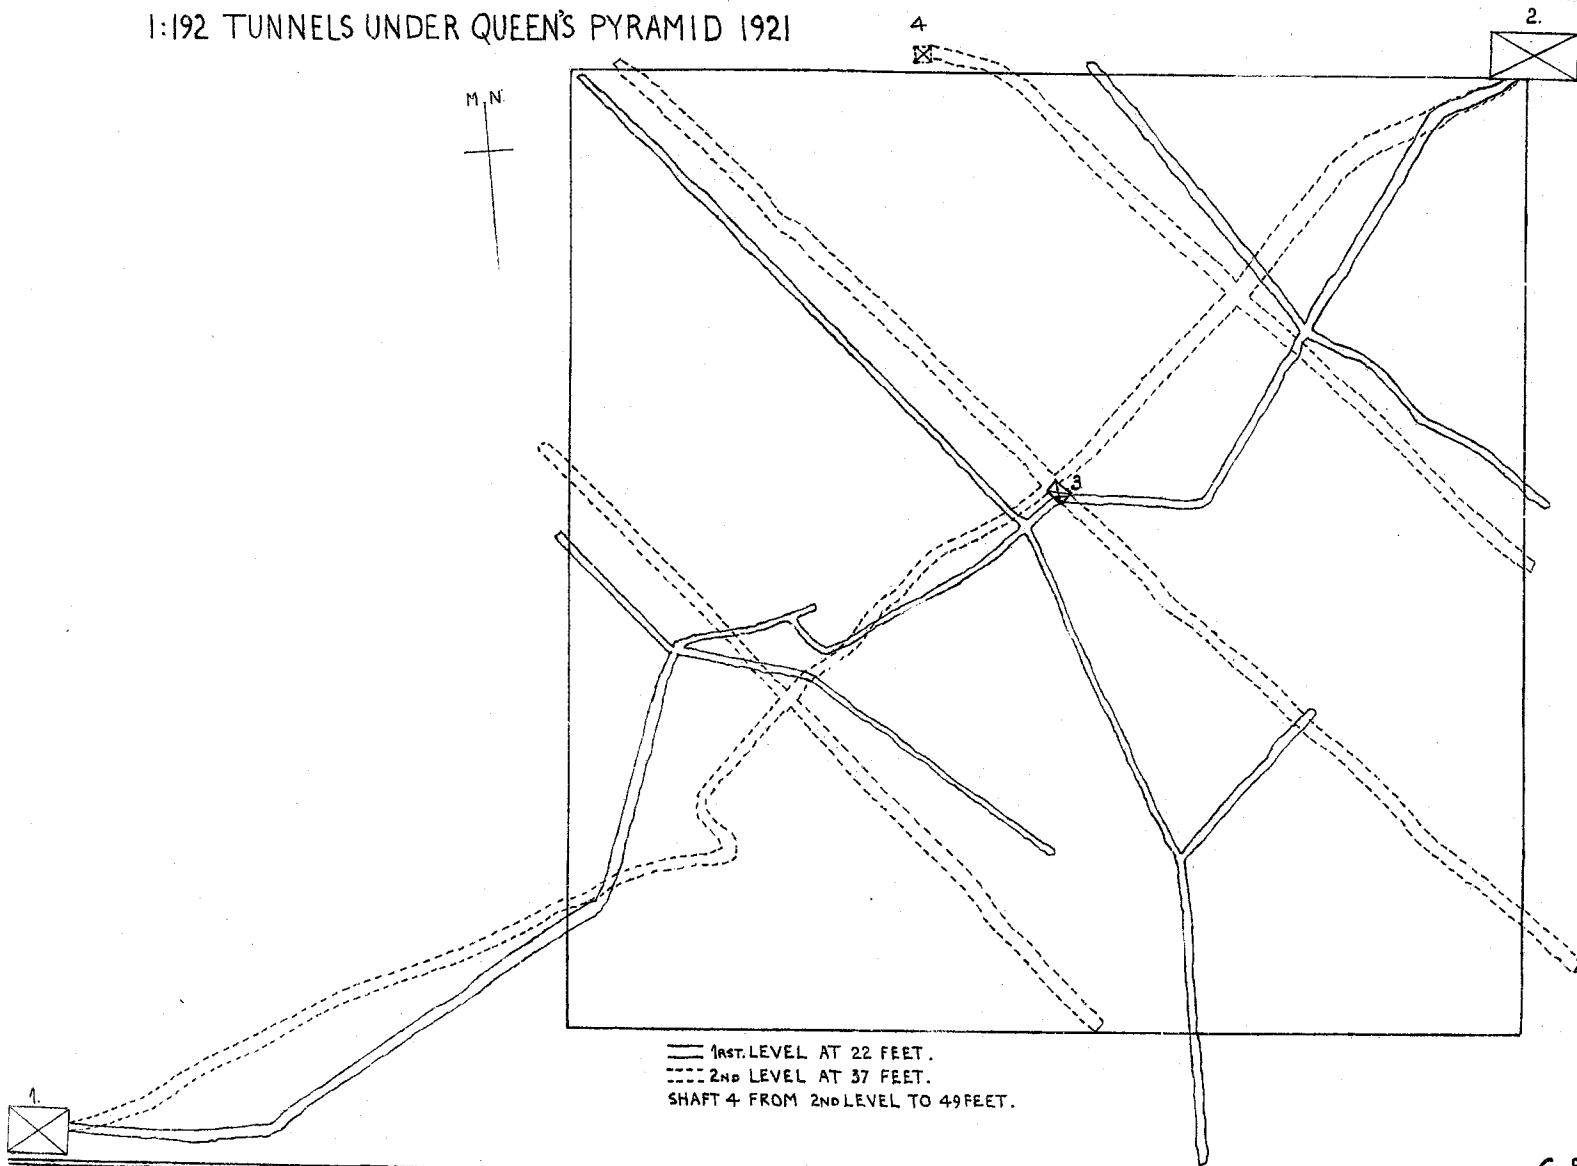 1:192 TUNNELS UNDER QUEEN'S PYRAMID 1921
4
2.
M.N.
3
1RST. LEVEL AT 22 FEET.
2ND LEVEL AT 37 FEET.
SHAFT 4 FROM 2ND LEVEL TO 49 FEET.
1.